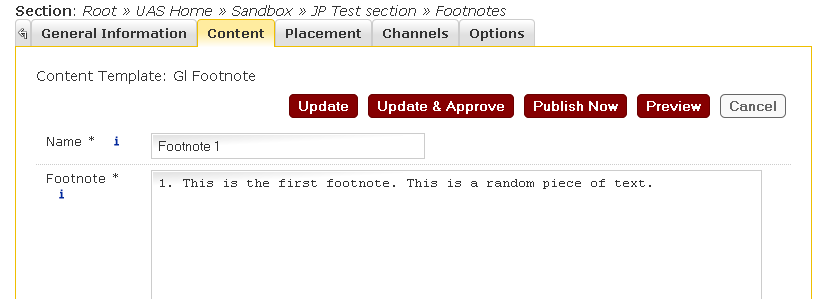 Section: Root » UAS Home » Sandbox » JP Test section » Footnotes
General Information Content Placement Channels Options
Content Template: Gl Footnote
Update Update & Approve Publish Now Preview Cancel
Name * i Footnote 1
Footnote * 1. This is the first footnote. This is a random piece of text.
i